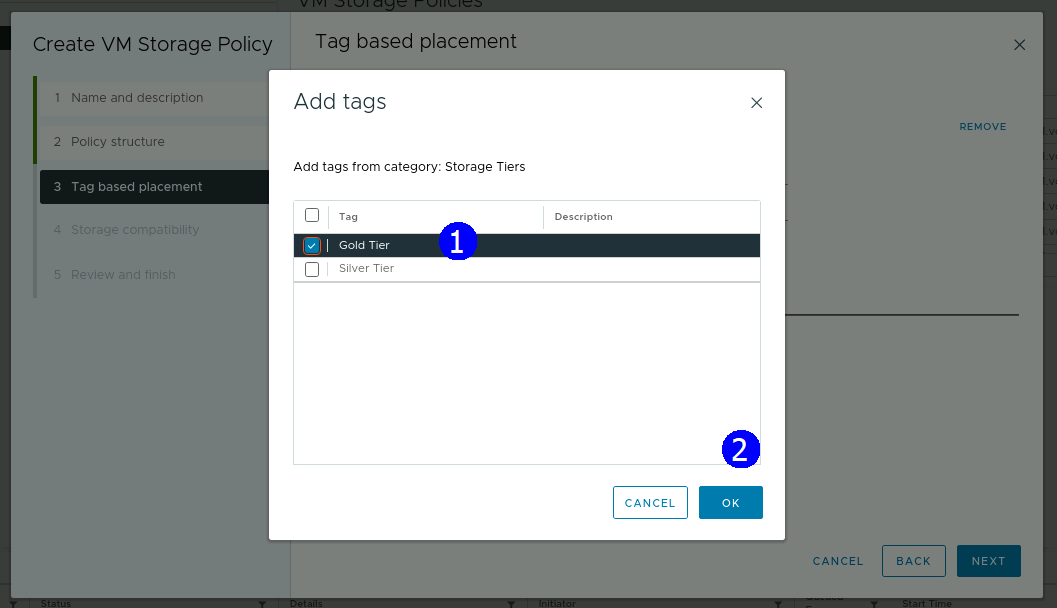 VM Storage Policies
Create VM Storage Policy
Tag based placement
1 Name and description
2 Policy structure
3 Tag based placement
4 Storage compatibility
5 Review and finish
REMOVE
Add tags
Add tags from category: Storage Tiers
Tag Description
Gold Tier 1
Silver Tier
2
CANCEL OK
CANCEL BACK NEXT
Status Details Initiator Start Time